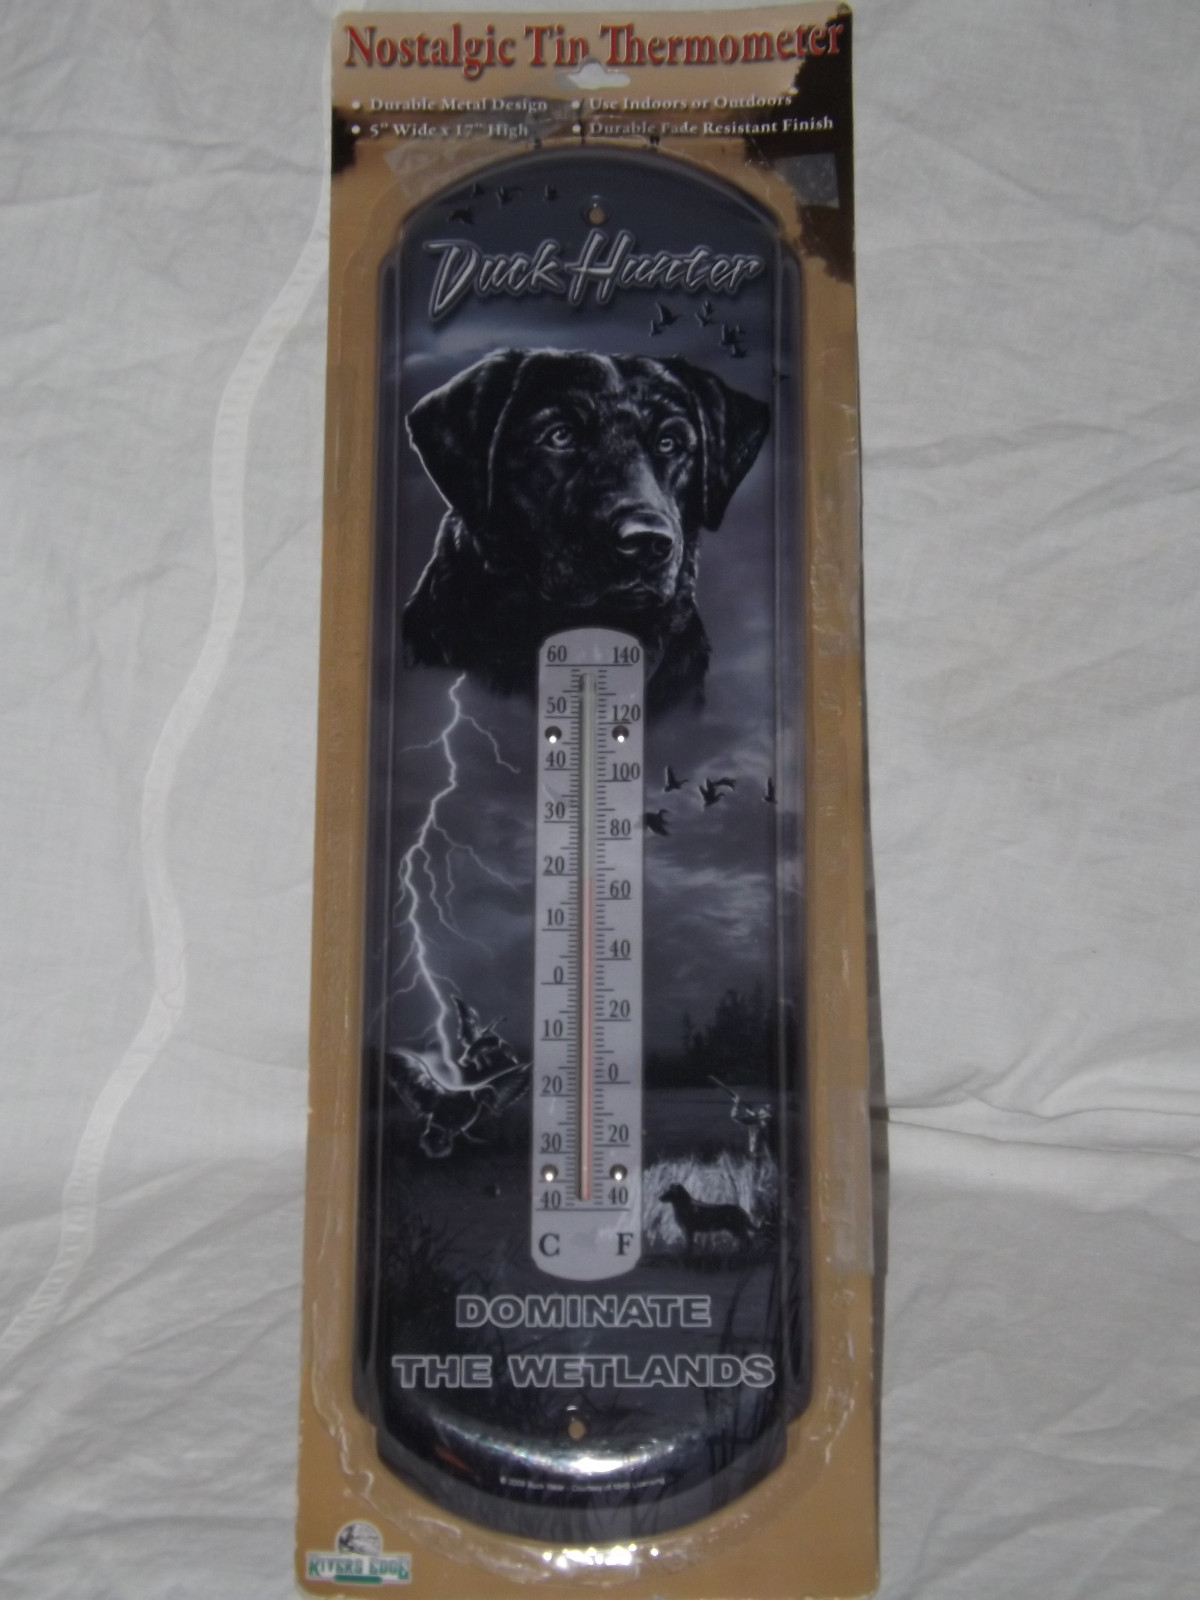 Nostalgic Tin Thermometer
• Durable Metal Design • Use Indoors or Outdoors
• 5" Wide x 17" High • Durable Fade Resistant Finish
Duck Hunter
60 140
50 120
40 100
30 80
20 60
10 40
0 20
10 0
20 20
30 40
40
C F
DOMINATE
THE WETLANDS
RIVERS EDGE